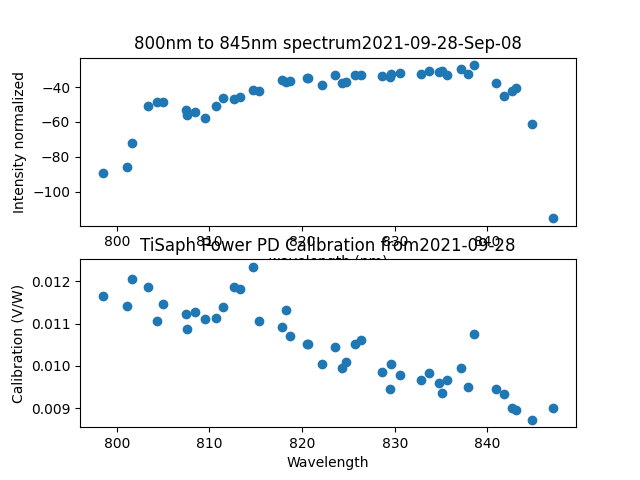 800nm to 845nm spectrum2021-09-28-Sep-08
Intensity normalized
−40
−60
−80
−100
800 810 820 830 840
wavelength (nm)
TiSaph Power PD Calibration from2021-09-28
Calibration (V/W)
0.012
0.011
0.010
0.009
800 810 820 830 840
Wavelength